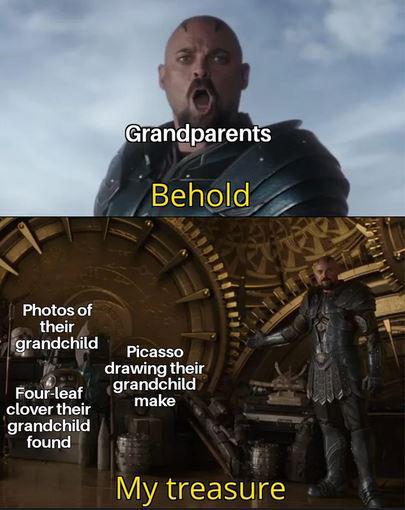 Grandparents
Behold
Photos of
their
grandchild
Picasso
drawing their
grandchild
make
Four-leaf
clover their
grandchild
found
My treasure